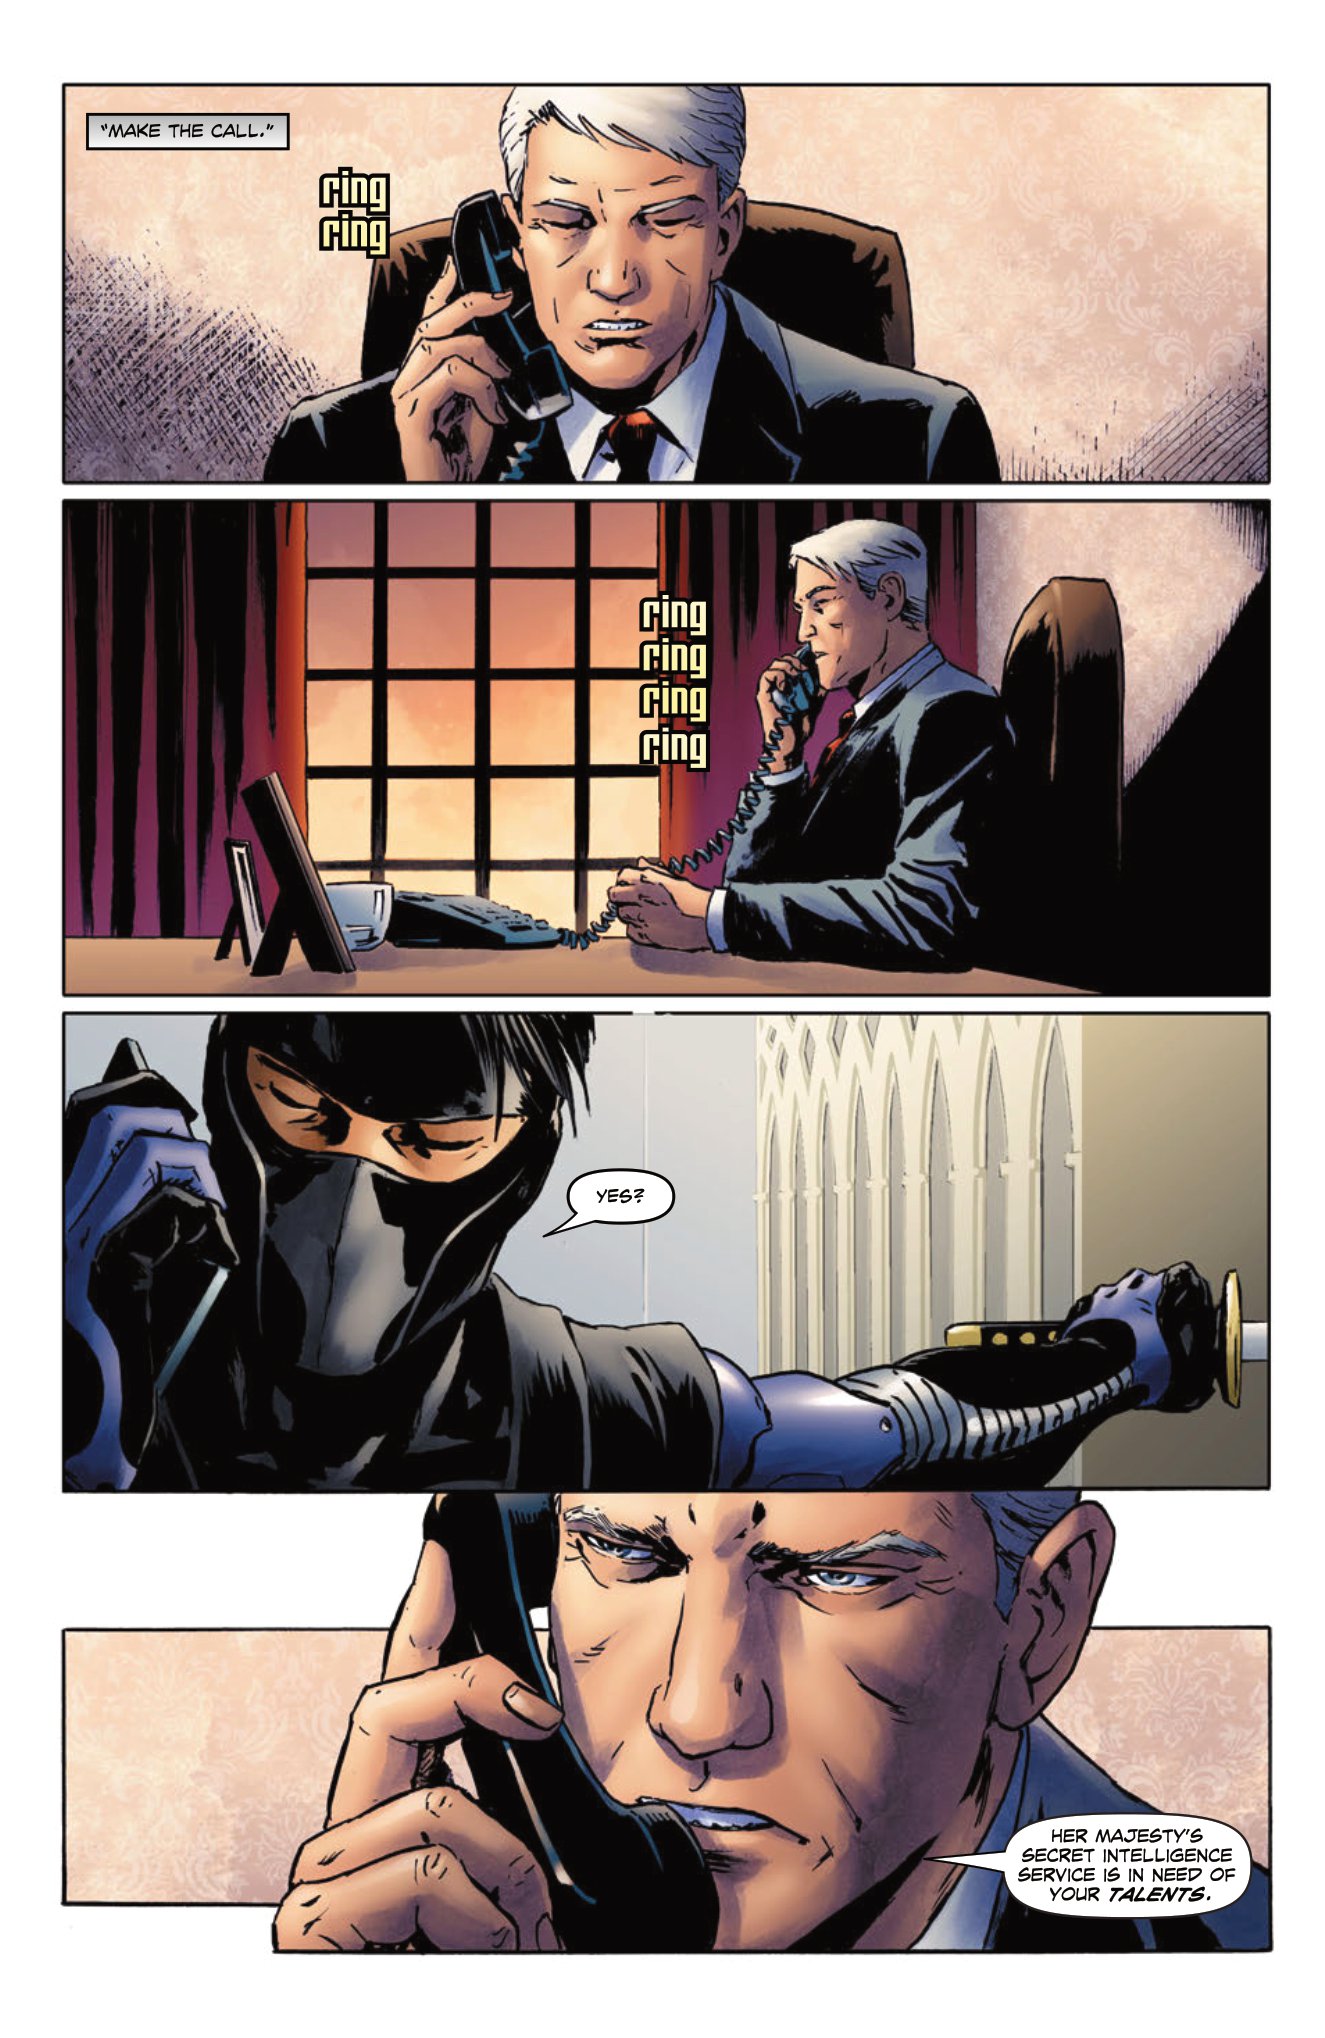 "MAKE THE CALL."
ring
ring
ring
ring
ring
ring
YES?
HER MAJESTY'S
SECRET INTELLIGENCE
SERVICE IS IN NEED OF
YOUR TALENTS.